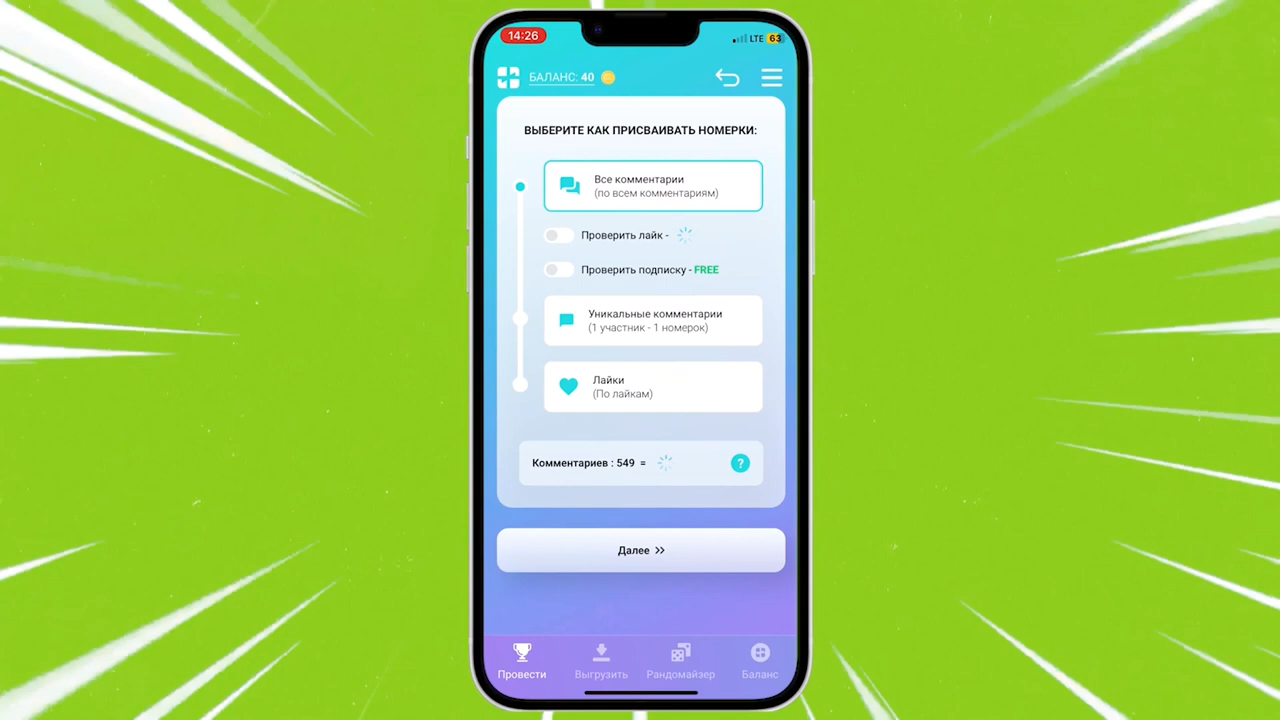 14:26
LTE 63
БАЛАНС: 40
ВЫБЕРИТЕ КАК ПРИСВАИВАТЬ НОМЕРКИ:
Все комментарии
(по всем комментариям)
Проверить лайк -
Проверить подписку - FREE
Уникальные комментарии
(1 участник - 1 номерок)
Лайки
(По лайкам)
Комментариев : 549 =
?
Далее
Провести
Выгрузить
Рандомайзер
Баланс